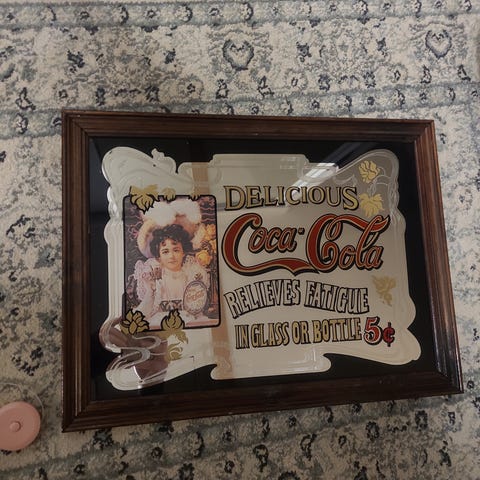 DELICIOUS
Coca-Cola
RELIEVES FATIGUE
IN GLASS OR BOTTLE 5¢